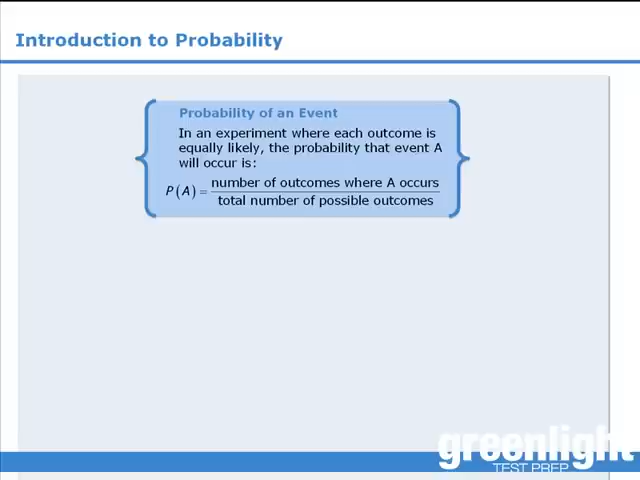 Introduction to Probability
Probability of an Event
In an experiment where each outcome is
equally likely, the probability that event A
will occur is:
P(A) = number of outcomes where A occurs
total number of possible outcomes
greenlight
TEST PREP